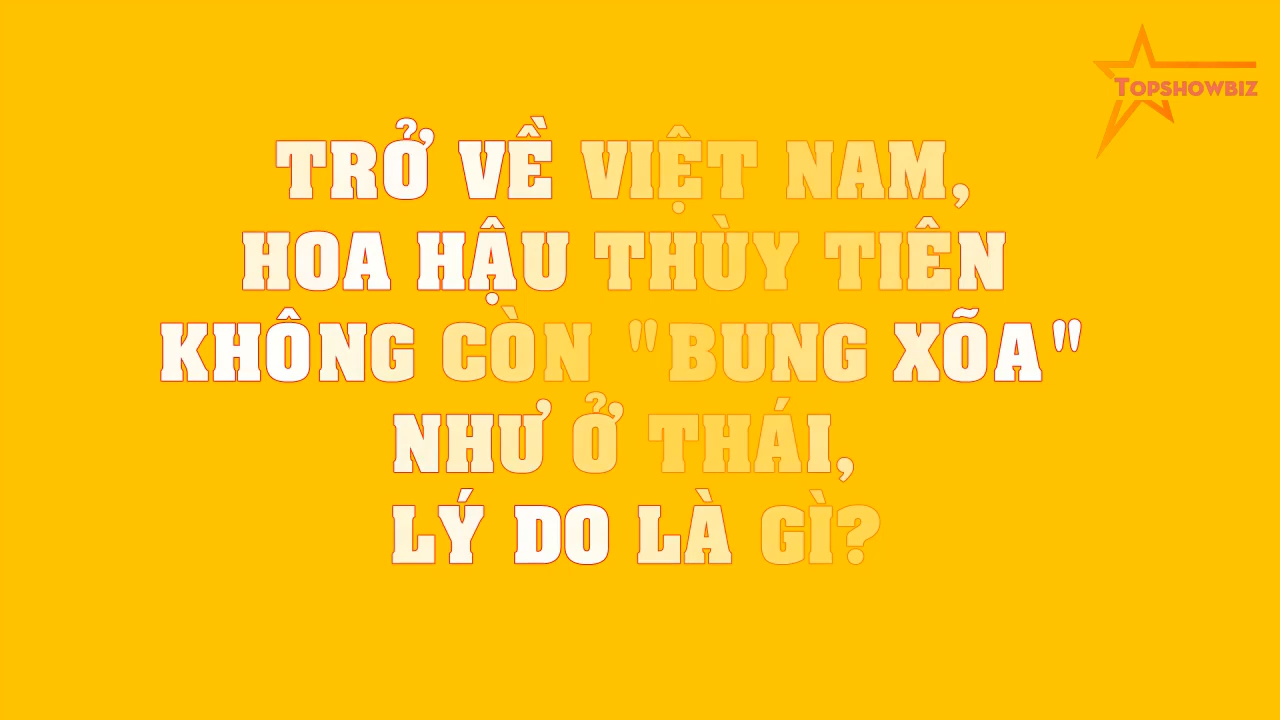 TOPSHOWBIZ
TRỞ VỀ VIỆT NAM,
HOA HẬU THÙY TIÊN
KHÔNG CÒN "BUNG XÕA"
NHƯ Ở THÁI,
LÝ DO LÀ GÌ?